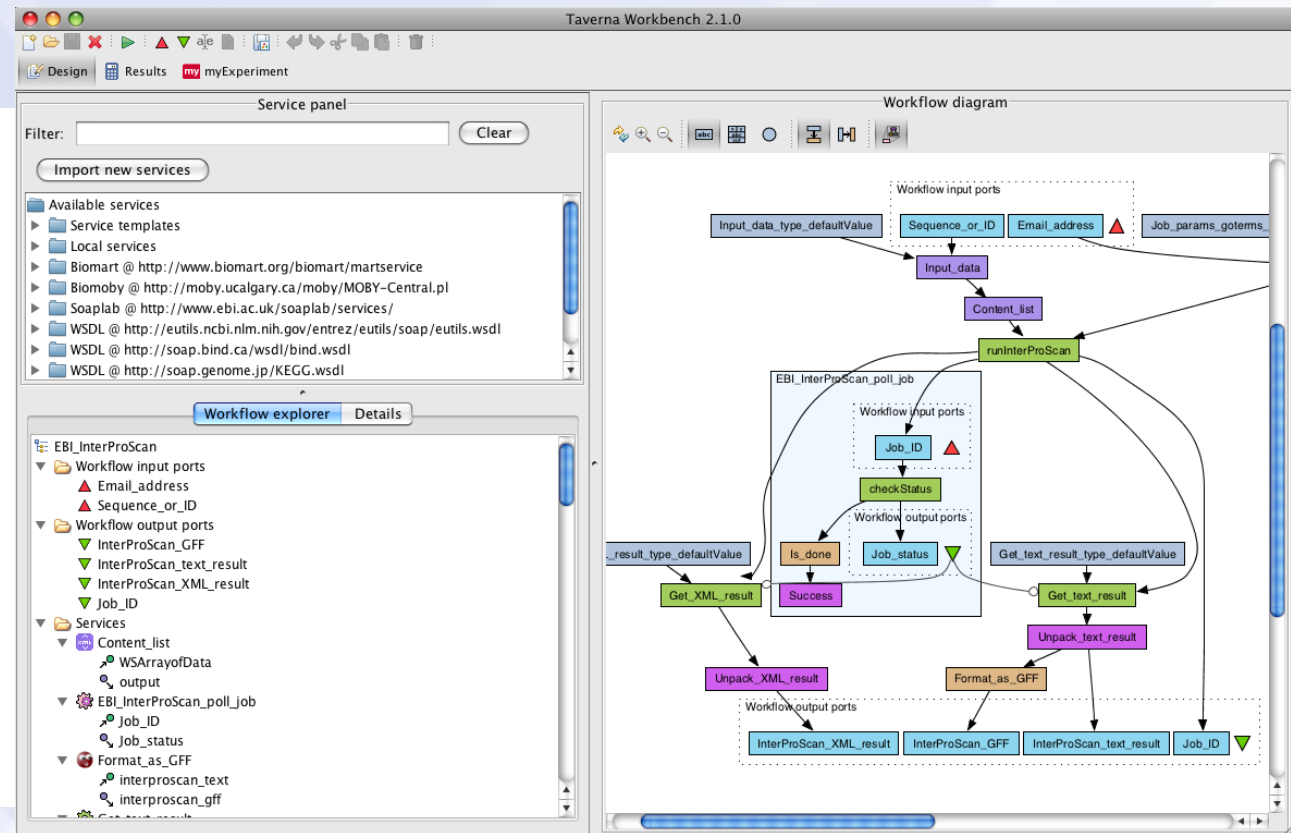 Taverna Workbench 2.1.0
Design Results my myExperiment
Service panel
Filter: Clear
Import new services
Available services
Service templates
Local services
Biomart @ http://www.biomart.org/biomart/martservice
Biomoby @ http://moby.ucalgary.ca/moby/MOBY-Central.pl
Soaplab @ http://www.ebi.ac.uk/soaplab/services/
WSDL @ http://eutils.ncbi.nlm.nih.gov/entrez/eutils/soap/eutils.wsdl
WSDL @ http://soap.bind.ca/wsdl/bind.wsdl
WSDL @ http://soap.genome.jp/KEGG.wsdl
Workflow explorer Details
EBI_InterProScan
Workflow input ports
Email_address
Sequence_or_ID
Workflow output ports
InterProScan_GFF
InterProScan_text_result
InterProScan_XML_result
Job_ID
Services
Content_list
WSArrayofData
output
EBI_InterProScan_poll_job
Job_ID
Job_status
Format_as_GFF
interproscan_text
interproscan_gff
Workflow diagram
abc
Workflow input ports
Input_data_type_defaultValue Sequence_or_ID Email_address Job_params_goterms_
Input_data
Content_list
runInterProScan
EBI_InterProScan_poll_job
Workflow input ports
Job_ID
checkStatus
Workflow output ports
_result_type_defaultValue Is_done Job_status Get_text_result_type_defaultValue
Get_XML_result Success Get_text_result
Unpack_text_result
Unpack_XML_result Format_as_GFF
Workflow output ports
InterProScan_XML_result InterProScan_GFF InterProScan_text_result Job_ID